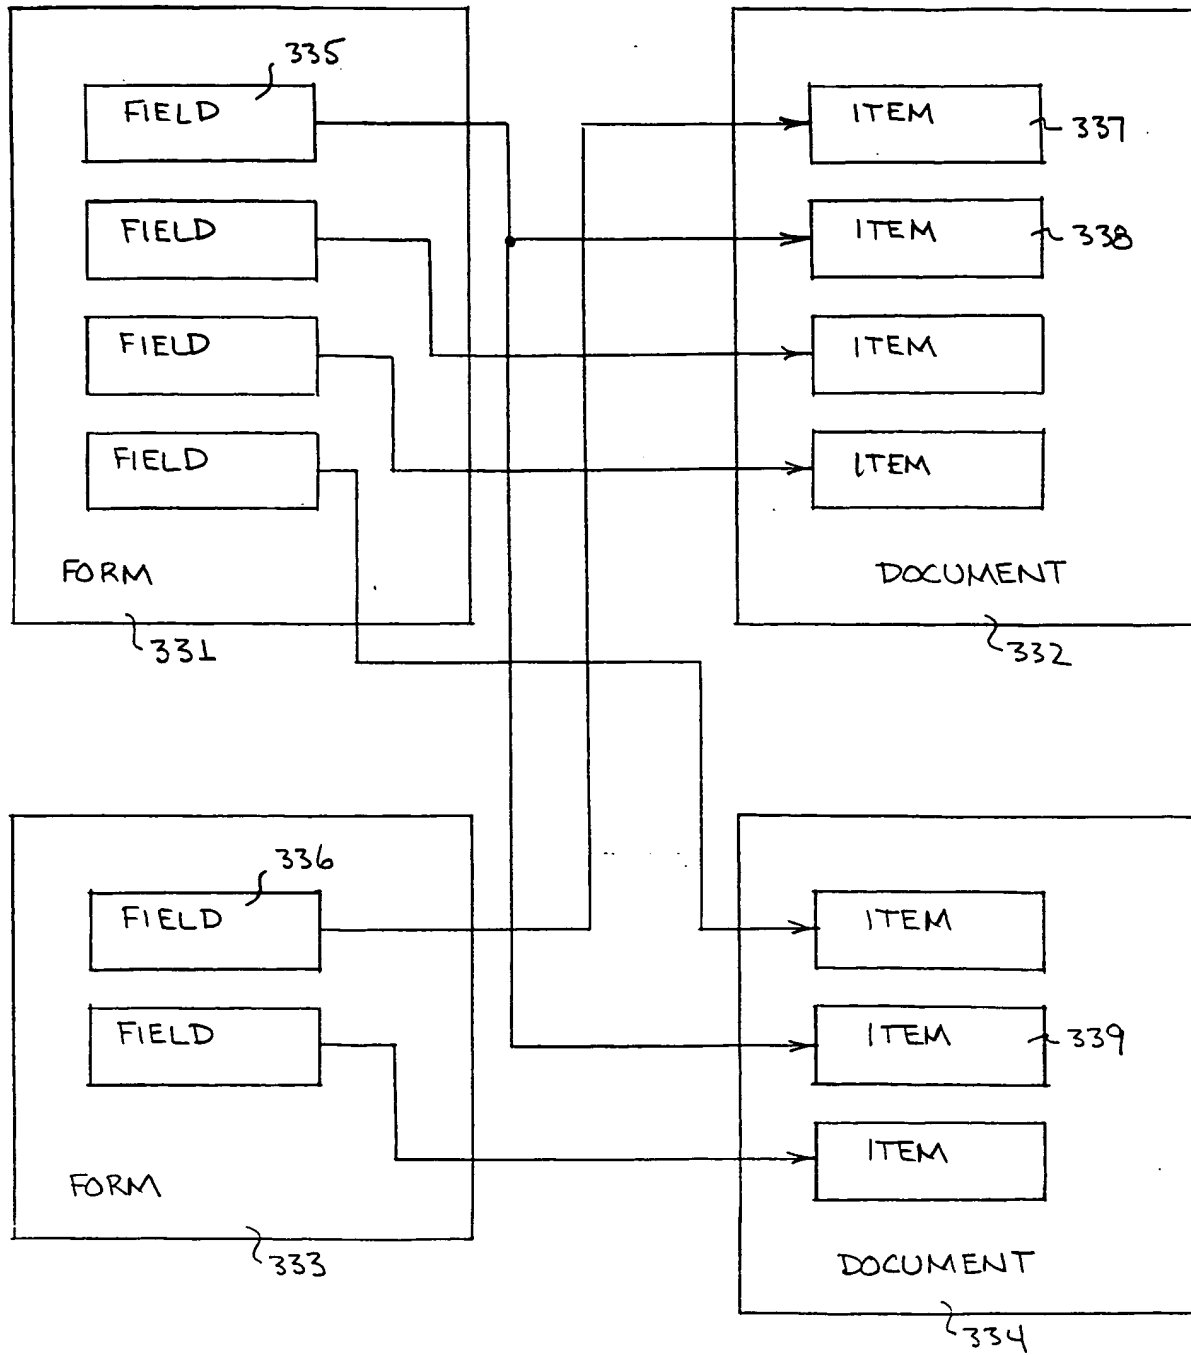 335
FIELD
ITEM
337
FIELD
ITEM
338
FIELD
ITEM
FIELD
ITEM
FORM
DOCUMENT
331
332
336
FIELD
ITEM
FIELD
ITEM
339
ITEM
FORM
333
DOCUMENT
334